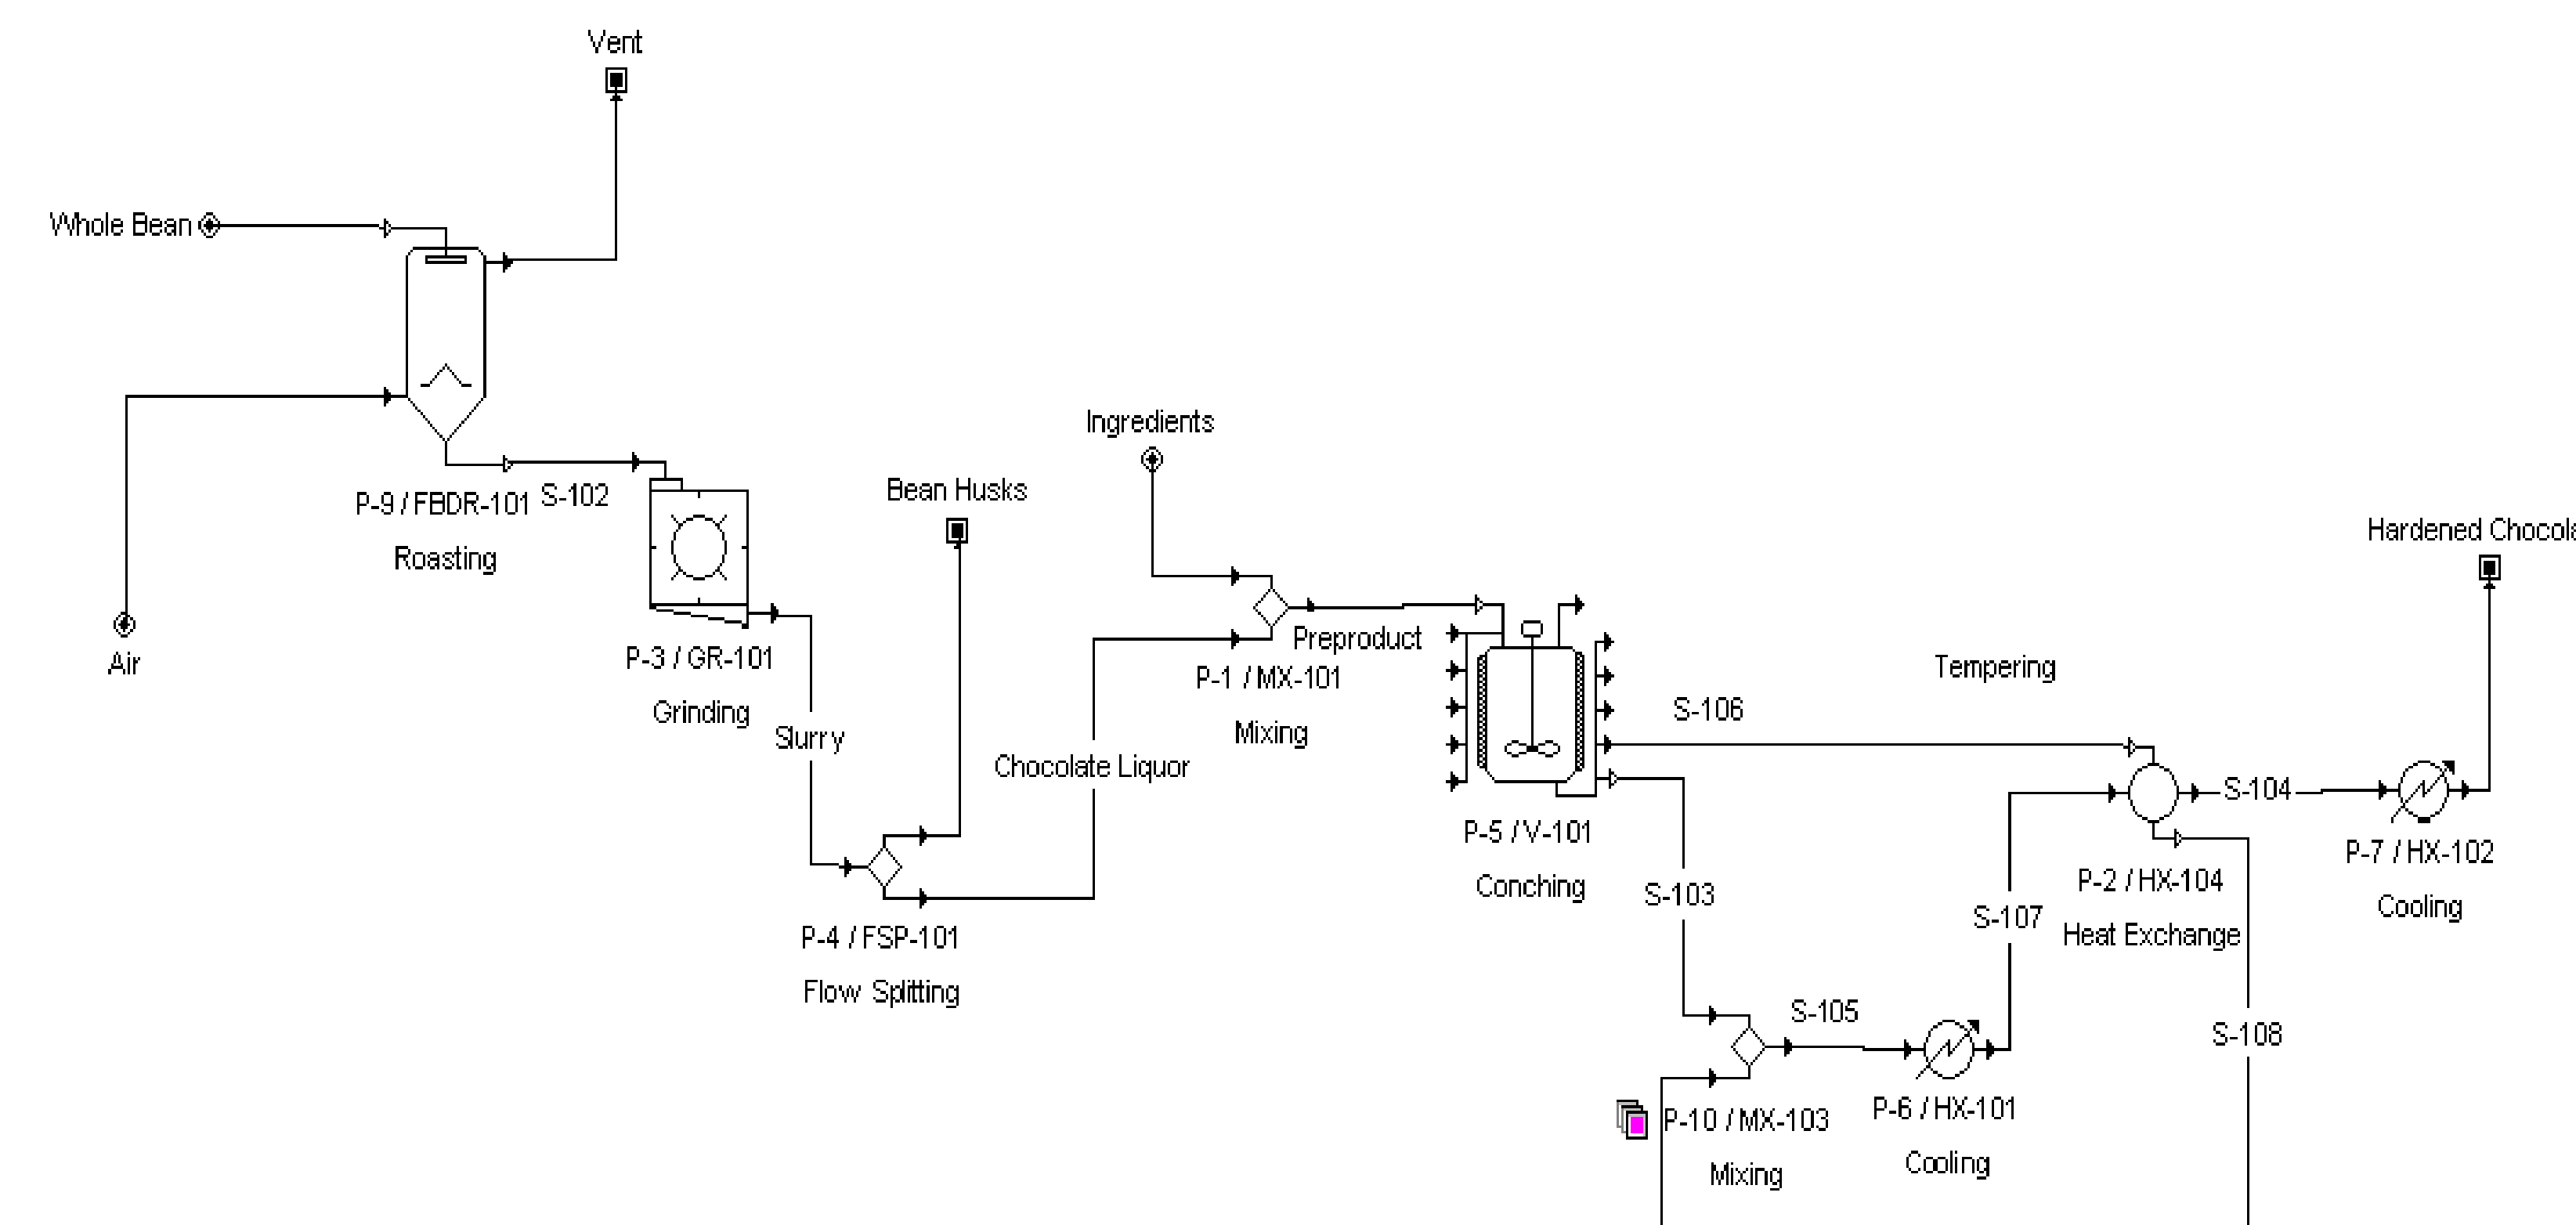 Vent
Whole Bean
Air
P-9 / FBDR-101
Roasting
S-102
P-3 / GR-101
Grinding
Slurry
Bean Husks
P-4 / FSP-101
Flow Splitting
Chocolate Liquor
Ingredients
P-1 / MX-101
Mixing
Preproduct
P-5 / V-101
Conching
S-106
S-103
Tempering
P-10 / MX-103
Mixing
S-105
P-6 / HX-101
Cooling
S-107
P-2 / HX-104
Heat Exchange
S-104
S-108
P-7 / HX-102
Cooling
Hardened Chocola